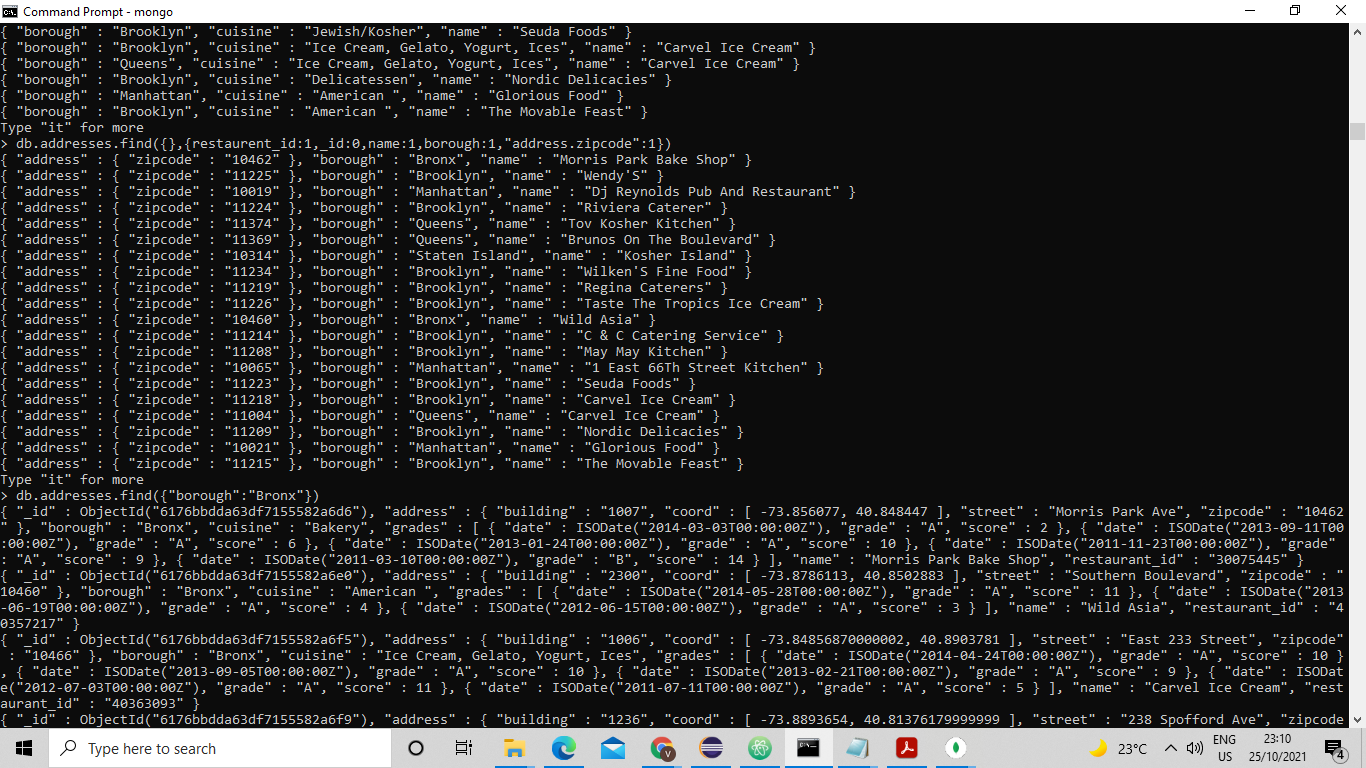 Command Prompt - mongo
{ "borough" : "Brooklyn", "cuisine" : "Jewish/Kosher", "name" : "Seuda Foods" }
{ "borough" : "Brooklyn", "cuisine" : "Ice Cream, Gelato, Yogurt, Ices", "name" : "Carvel Ice Cream" }
{ "borough" : "Queens", "cuisine" : "Ice Cream, Gelato, Yogurt, Ices", "name" : "Carvel Ice Cream" }
{ "borough" : "Brooklyn", "cuisine" : "Delicatessen", "name" : "Nordic Delicacies" }
{ "borough" : "Manhattan", "cuisine" : "American ", "name" : "Glorious Food" }
{ "borough" : "Brooklyn", "cuisine" : "American ", "name" : "The Movable Feast" }
Type "it" for more
> db.addresses.find({},{restaurent_id:1,_id:0,name:1,borough:1,"address.zipcode":1})
{ "address" : { "zipcode" : "10462" }, "borough" : "Bronx", "name" : "Morris Park Bake Shop" }
{ "address" : { "zipcode" : "11225" }, "borough" : "Brooklyn", "name" : "Wendy'S" }
{ "address" : { "zipcode" : "10019" }, "borough" : "Manhattan", "name" : "Dj Reynolds Pub And Restaurant" }
{ "address" : { "zipcode" : "11224" }, "borough" : "Brooklyn", "name" : "Riviera Caterer" }
{ "address" : { "zipcode" : "11374" }, "borough" : "Queens", "name" : "Tov Kosher Kitchen" }
{ "address" : { "zipcode" : "11369" }, "borough" : "Queens", "name" : "Brunos On The Boulevard" }
{ "address" : { "zipcode" : "10314" }, "borough" : "Staten Island", "name" : "Kosher Island" }
{ "address" : { "zipcode" : "11234" }, "borough" : "Brooklyn", "name" : "Wilken'S Fine Food" }
{ "address" : { "zipcode" : "11219" }, "borough" : "Brooklyn", "name" : "Regina Caterers" }
{ "address" : { "zipcode" : "11226" }, "borough" : "Brooklyn", "name" : "Taste The Tropics Ice Cream" }
{ "address" : { "zipcode" : "10460" }, "borough" : "Bronx", "name" : "Wild Asia" }
{ "address" : { "zipcode" : "11214" }, "borough" : "Brooklyn", "name" : "C & C Catering Service" }
{ "address" : { "zipcode" : "11208" }, "borough" : "Brooklyn", "name" : "May May Kitchen" }
{ "address" : { "zipcode" : "10065" }, "borough" : "Manhattan", "name" : "1 East 66Th Street Kitchen" }
{ "address" : { "zipcode" : "11223" }, "borough" : "Brooklyn", "name" : "Seuda Foods" }
{ "address" : { "zipcode" : "11218" }, "borough" : "Brooklyn", "name" : "Carvel Ice Cream" }
{ "address" : { "zipcode" : "11004" }, "borough" : "Queens", "name" : "Carvel Ice Cream" }
{ "address" : { "zipcode" : "11209" }, "borough" : "Brooklyn", "name" : "Nordic Delicacies" }
{ "address" : { "zipcode" : "10021" }, "borough" : "Manhattan", "name" : "Glorious Food" }
{ "address" : { "zipcode" : "11215" }, "borough" : "Brooklyn", "name" : "The Movable Feast" }
Type "it" for more
> db.addresses.find({"borough":"Bronx"})
{ "_id" : ObjectId("6176bbdda63df7155582a6d6"), "address" : { "building" : "1007", "coord" : [ -73.856077, 40.848447 ], "street" : "Morris Park Ave", "zipcode" : "10462
" }, "borough" : "Bronx", "cuisine" : "Bakery", "grades" : [ { "date" : ISODate("2014-03-03T00:00:00Z"), "grade" : "A", "score" : 2 }, { "date" : ISODate("2013-09-11T00
:00:00Z"), "grade" : "A", "score" : 6 }, { "date" : ISODate("2013-01-24T00:00:00Z"), "grade" : "A", "score" : 10 }, { "date" : ISODate("2011-11-23T00:00:00Z"), "grade"
: "A", "score" : 9 }, { "date" : ISODate("2011-03-10T00:00:00Z"), "grade" : "B", "score" : 14 } ], "name" : "Morris Park Bake Shop", "restaurant_id" : "30075445" }
{ "_id" : ObjectId("6176bbdda63df7155582a6e0"), "address" : { "building" : "2300", "coord" : [ -73.8786113, 40.8502883 ], "street" : "Southern Boulevard", "zipcode" : "
10460" }, "borough" : "Bronx", "cuisine" : "American ", "grades" : [ { "date" : ISODate("2014-05-28T00:00:00Z"), "grade" : "A", "score" : 11 }, { "date" : ISODate("2013
-06-19T00:00:00Z"), "grade" : "A", "score" : 4 }, { "date" : ISODate("2012-06-15T00:00:00Z"), "grade" : "A", "score" : 3 } ], "name" : "Wild Asia", "restaurant_id" : "4
0357217" }
{ "_id" : ObjectId("6176bbdda63df7155582a6f5"), "address" : { "building" : "1006", "coord" : [ -73.84856870000002, 40.8903781 ], "street" : "East 233 Street", "zipcode"
 : "10466" }, "borough" : "Bronx", "cuisine" : "Ice Cream, Gelato, Yogurt, Ices", "grades" : [ { "date" : ISODate("2014-04-24T00:00:00Z"), "grade" : "A", "score" : 10 }
, { "date" : ISODate("2013-09-05T00:00:00Z"), "grade" : "A", "score" : 10 }, { "date" : ISODate("2013-02-21T00:00:00Z"), "grade" : "A", "score" : 9 }, { "date" : ISODat
e("2012-07-03T00:00:00Z"), "grade" : "A", "score" : 11 }, { "date" : ISODate("2011-07-11T00:00:00Z"), "grade" : "A", "score" : 5 } ], "name" : "Carvel Ice Cream", "rest
aurant_id" : "40363093" }
{ "_id" : ObjectId("6176bbdda63df7155582a6f9"), "address" : { "building" : "1236", "coord" : [ -73.8893654, 40.81376179999999 ], "street" : "238 Spofford Ave", "zipcode
Type here to search
23°C
ENG
US
23:10
25/10/2021
4